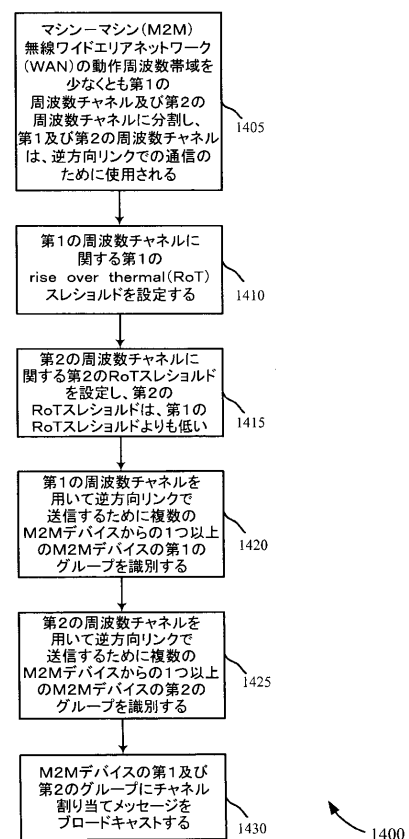 マシン－マシン(M2M)
無線ワイドエリアネットワーク
(WAN)の動作周波数帯域を
少なくとも第1の
周波数チャネル及び第2の
周波数チャネルに分割し、
第1及び第2の周波数チャネル
は、逆方向リンクでの通信の
ために使用される
1405
第1の周波数チャネルに
関する第1の
rise over thermal(RoT)
スレショルドを設定する
1410
第2の周波数チャネルに
関する第2のRoTスレショルド
を設定し、第2の
RoTスレショルドは、第1の
RoTスレショルドよりも低い
1415
第1の周波数チャネルを
用いて逆方向リンクで
送信するために複数の
M2Mデバイスからの1つ以上
のM2Mデバイスの第1の
グループを識別する
1420
第2の周波数チャネルを
用いて逆方向リンクで
送信するために複数の
M2Mデバイスからの1つ以上
のM2Mデバイスの第2の
グループを識別する
1425
M2Mデバイスの第1及び
第2のグループにチャネル
割り当てメッセージを
ブロードキャストする
1430
1400